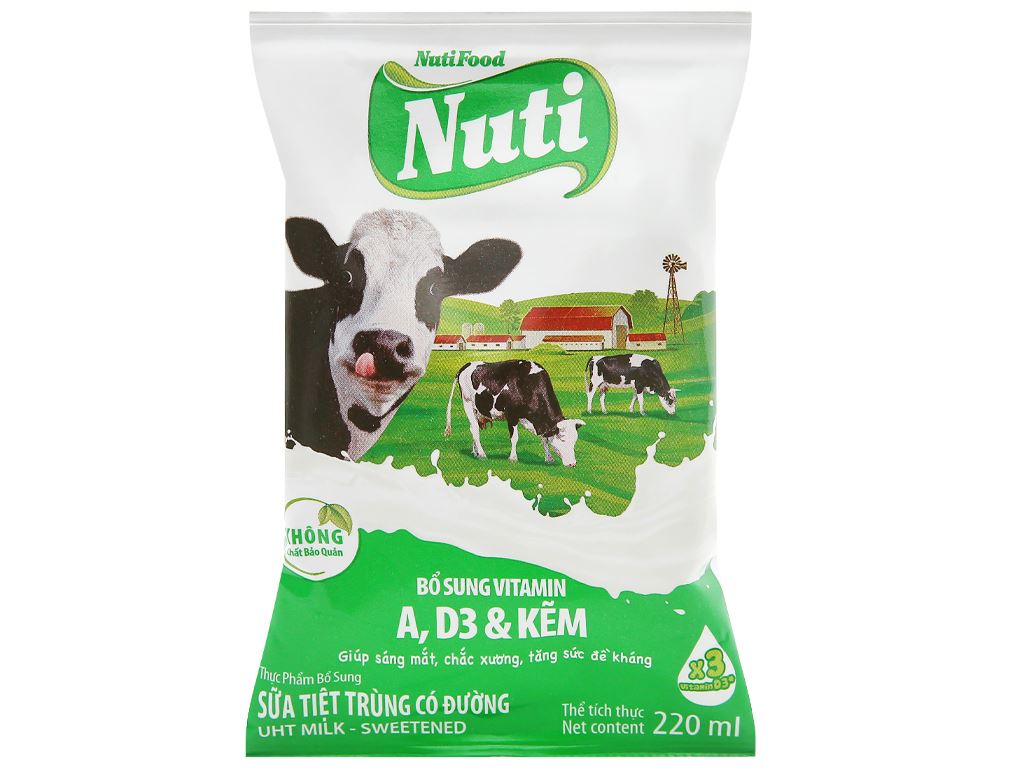 NutiFood
Nuti
KHÔNG
Chất Bảo Quản
BỔ SUNG VITAMIN
A, D3 & KẼM
Giúp sáng mắt, chắc xương, tăng sức đề kháng
x3
Vitamin D3*
Thực Phẩm Bổ Sung
SỮA TIỆT TRÙNG CÓ ĐƯỜNG
UHT MILK - SWEETENED
Thể tích thực
Net content 220 ml